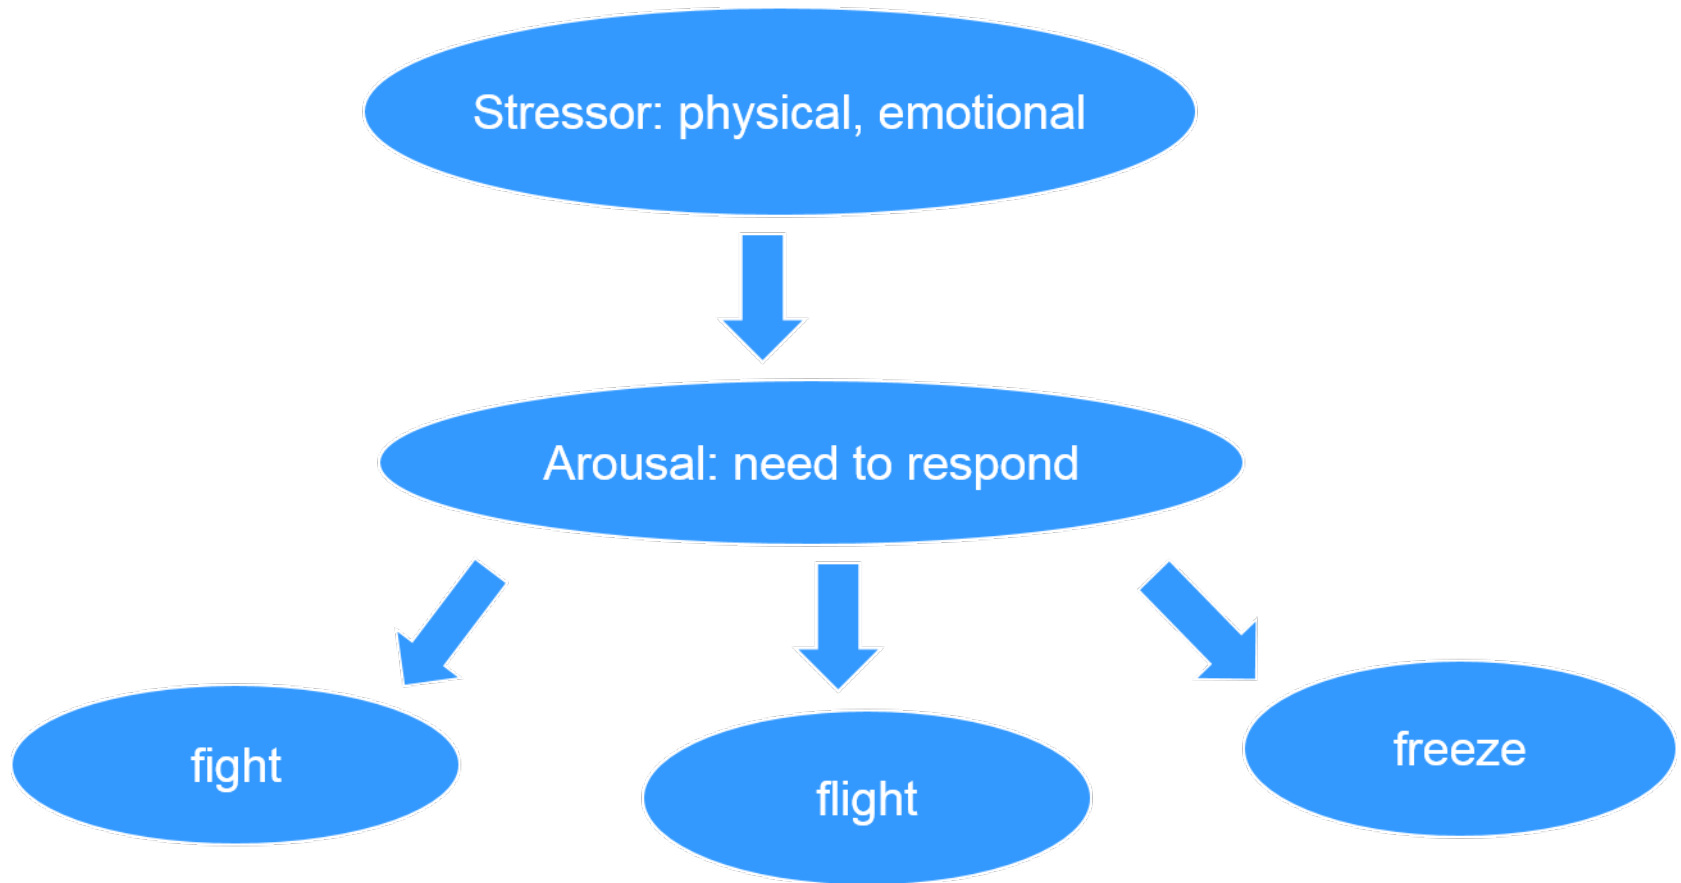 Stressor: physical, emotional
Arousal: need to respond
fight
flight
freeze